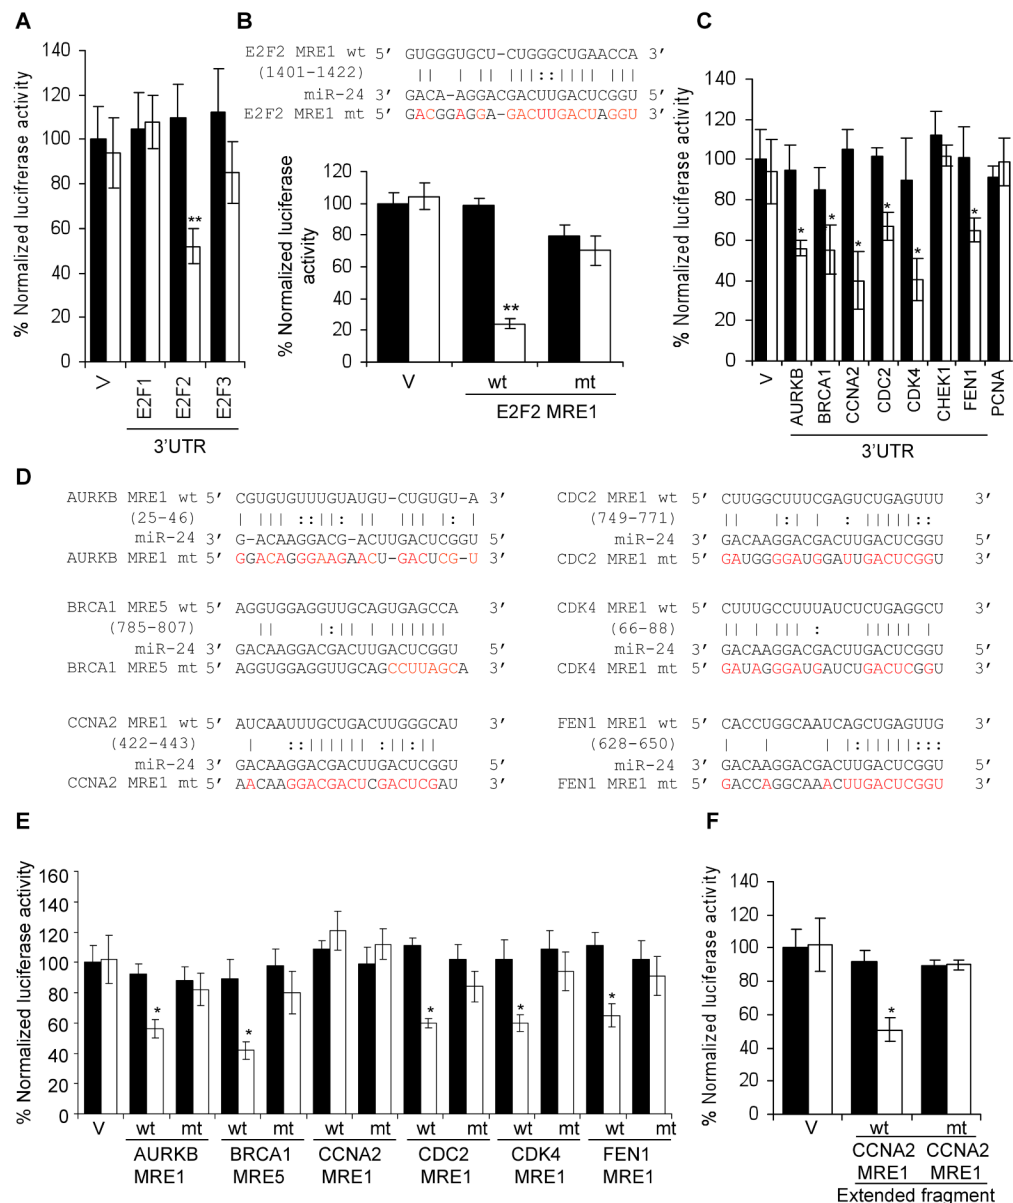 A
% Normalized lucifrerase activity
140
120
100
80
60
40
20
0
**
V
E2F1
E2F2
E2F3
3'UTR
B
E2F2 MRE1 wt 5' GUGGGUGCU-CUGGGCUGAACCA 3'
(1401-1422)
miR-24 3' GACA-AGGACGACUUGACUCGGU 5'
E2F2 MRE1 mt 5' GACGGAGGA-GACUUGACUAGGU 3'
% Normalized luciferase activity
120
100
80
60
40
20
0
**
V
wt
mt
E2F2 MRE1
C
% Normalized luciferase activity
140
120
100
80
60
40
20
0
* * * * * *
V
AURKB
BRCA1
CCNA2
CDC2
CDK4
CHEK1
FEN1
PCNA
3'UTR
D
AURKB MRE1 wt 5' CGUGUGUUUGUAUGU-CUGUGU-A 3'
(25-46)
miR-24 3' G-ACAAGGACG-ACUUGACUCGGU 5'
AURKB MRE1 mt 5' GGACAGGGAAGAACU-GACUCG-U 3'
BRCA1 MRE5 wt 5' AGGUGGAGGUUGCAGUGAGCCA 3'
(785-807)
miR-24 3' GACAAGGACGACUUGACUCGGU 5'
BRCA1 MRE5 mt 5' AGGUGGAGGUUGCAGCCUUAGCA 3'
CCNA2 MRE1 wt 5' AUCAAUUUGCUGACUUGGGCAU 3'
(422-443)
miR-24 3' GACAAGGACGACUUGACUCGGU 5'
CCNA2 MRE1 mt 5' AACAAGGACGACUCGACUCGAU 3'
CDC2 MRE1 wt 5' CUUGGCUUUCGAGUCUGAGUUU 3'
(749-771)
miR-24 3' GACAAGGACGACUUGACUCGGU 5'
CDC2 MRE1 mt 5' GAUGGGGAUGGAUUGACUCGGU 3'
CDK4 MRE1 wt 5' CUUUGCCUUUAUCUCUGAGGCU 3'
(66-88)
miR-24 3' GACAAGGACGACUUGACUCGGU 5'
CDK4 MRE1 mt 5' GAUAGGGAUGAUCUGACUCGGU 3'
FEN1 MRE1 wt 5' CACCUGGCAAUCAGCUGAGUUG 3'
(628-650)
miR-24 3' GACAAGGACGACUUGACUCGGU 5'
FEN1 MRE1 mt 5' GACCAGGCAAACUUGACUCGGU 3'
E
% Normalized luciferase activity
160
140
120
100
80
60
40
20
0
* * * * *
V
wt mt wt mt wt mt wt mt wt mt wt mt
AURKB MRE1
BRCA1 MRE5
CCNA2 MRE1
CDC2 MRE1
CDK4 MRE1
FEN1 MRE1
F
% Normalized luciferase activity
140
120
100
80
60
40
20
0
*
V
wt
mt
CCNA2 MRE1
CCNA2 MRE1
Extended fragment